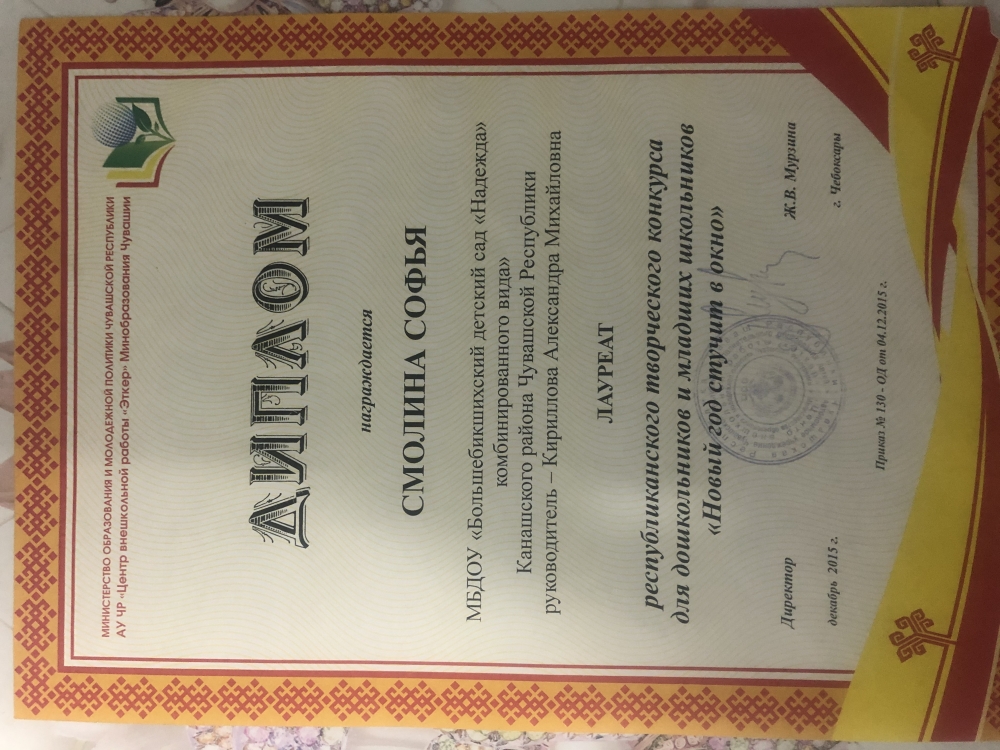 МИНИСТЕРСТВО ОБРАЗОВАНИЯ И МОЛОДЕЖНОЙ ПОЛИТИКИ ЧУВАШСКОЙ РЕСПУБЛИКИ
АУ ЧР «Центр внешкольной работы «Эткер» Минобразования Чувашии
ДИПЛОМ
награждается
СМОЛИНА СОФЬЯ
МБДОУ «Большебикшихский детский сад «Надежда»
комбинированного вида»
Канашского района Чувашской Республики
руководитель – Кириллова Александра Михайловна
ЛАУРЕАТ
республиканского творческого конкурса
для дошкольников и младших школьников
«Новый год стучит в окно»
Директор Ж.В. Мурзина
декабрь 2015 г. г. Чебоксары
Приказ № 130 - ОД от 04.12.2015 г.